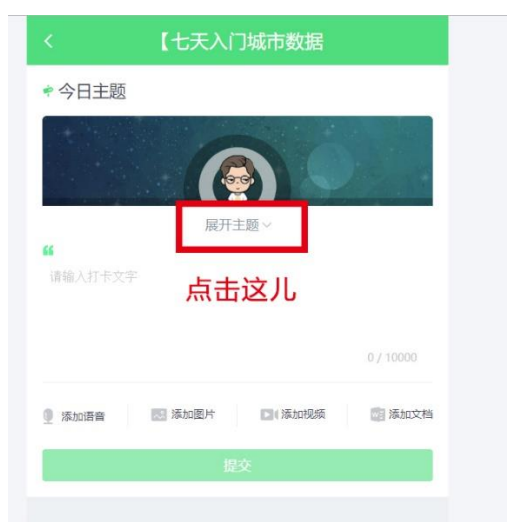 【七天入门城市数据
今日主题
展开主题
请输入打卡文字
点击这儿
0 / 10000
添加语音 添加图片 添加视频 添加文档
提交